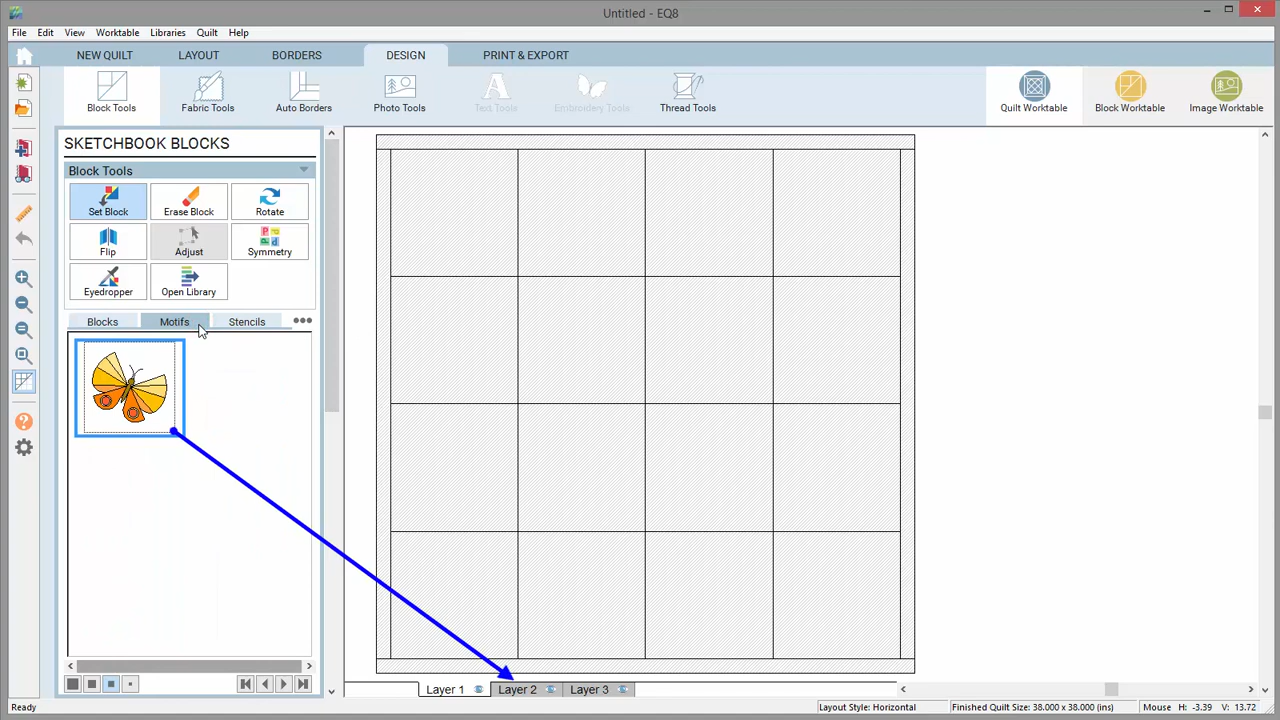 Untitled - EQ8
File Edit View Worktable Libraries Quilt Help
NEW QUILT LAYOUT BORDERS DESIGN PRINT & EXPORT
Block Tools Fabric Tools Auto Borders Photo Tools Text Tools Embroidery Tools Thread Tools Quilt Worktable Block Worktable Image Worktable
SKETCHBOOK BLOCKS
Block Tools
Set Block Erase Block Rotate
Flip Adjust Symmetry
Eyedropper Open Library
Blocks Motifs Stencils
Layer 1 Layer 2 Layer 3
Ready Layout Style: Horizontal Finished Quilt Size: 38.000 x 38.000 (ins) Mouse H: -3.39 V: 13.72